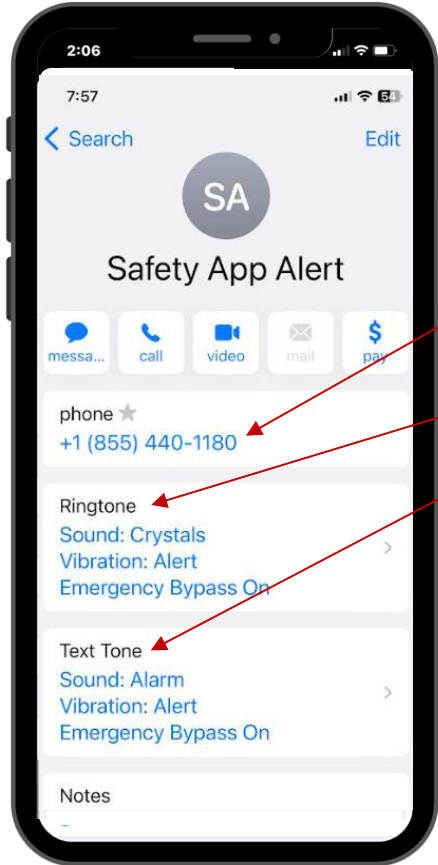 2:06
7:57
54
Search
Edit
SA
Safety App Alert
messa...
call
video
mail
$
pay
phone
+1 (855) 440-1180
Ringtone
Sound: Crystals
Vibration: Alert
Emergency Bypass On
Text Tone
Sound: Alarm
Vibration: Alert
Emergency Bypass On
Notes